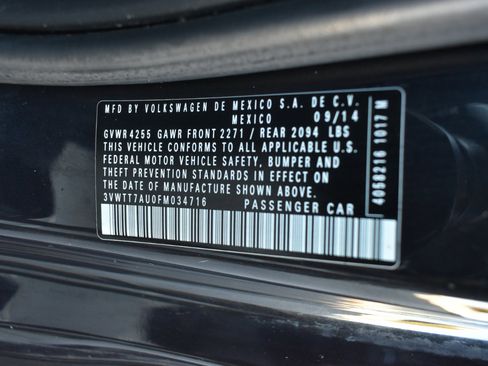 MFD BY VOLKSWAGEN DE MEXICO S.A. DE C.V.
MEXICO 09/14
GVWR4255 GAWR FRONT 2271 / REAR 2094 LBS
THIS VEHICLE CONFORMS TO ALL APPLICABLE U.S.
FEDERAL MOTOR VEHICLE SAFETY, BUMPER AND
THEFT PREVENTION STANDARDS IN EFFECT ON
THE DATE OF MANUFACTURE SHOWN ABOVE.
3VWTT7AU0FM034716 PASSENGER CAR
4050216 1017 M